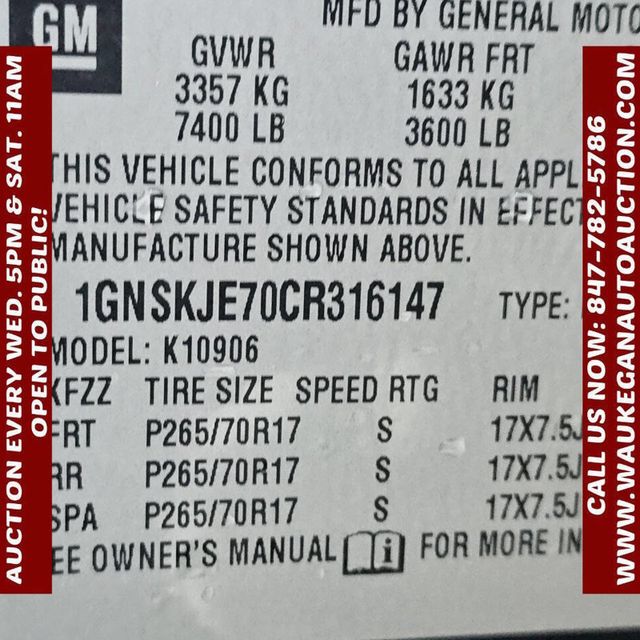 GM
MFD BY GENERAL MOTO
GVWR GAWR FRT
3357 KG 1633 KG
7400 LB 3600 LB
THIS VEHICLE CONFORMS TO ALL APPL
VEHICLE SAFETY STANDARDS IN EFFECT
MANUFACTURE SHOWN ABOVE.
1GNSKJE70CR316147 TYPE:
MODEL: K10906
KFZZ TIRE SIZE SPEED RTG RIM
FRT P265/70R17 S 17X7.5J
RR P265/70R17 S 17X7.5J
SPA P265/70R17 S 17X7.5J
EE OWNER'S MANUAL i FOR MORE IN
AUCTION EVERY WED. 5PM & SAT. 11AM
OPEN TO PUBLIC!
CALL US NOW: 847-782-5786
WWW.WAUKEGANAUTOAUCTION.COM